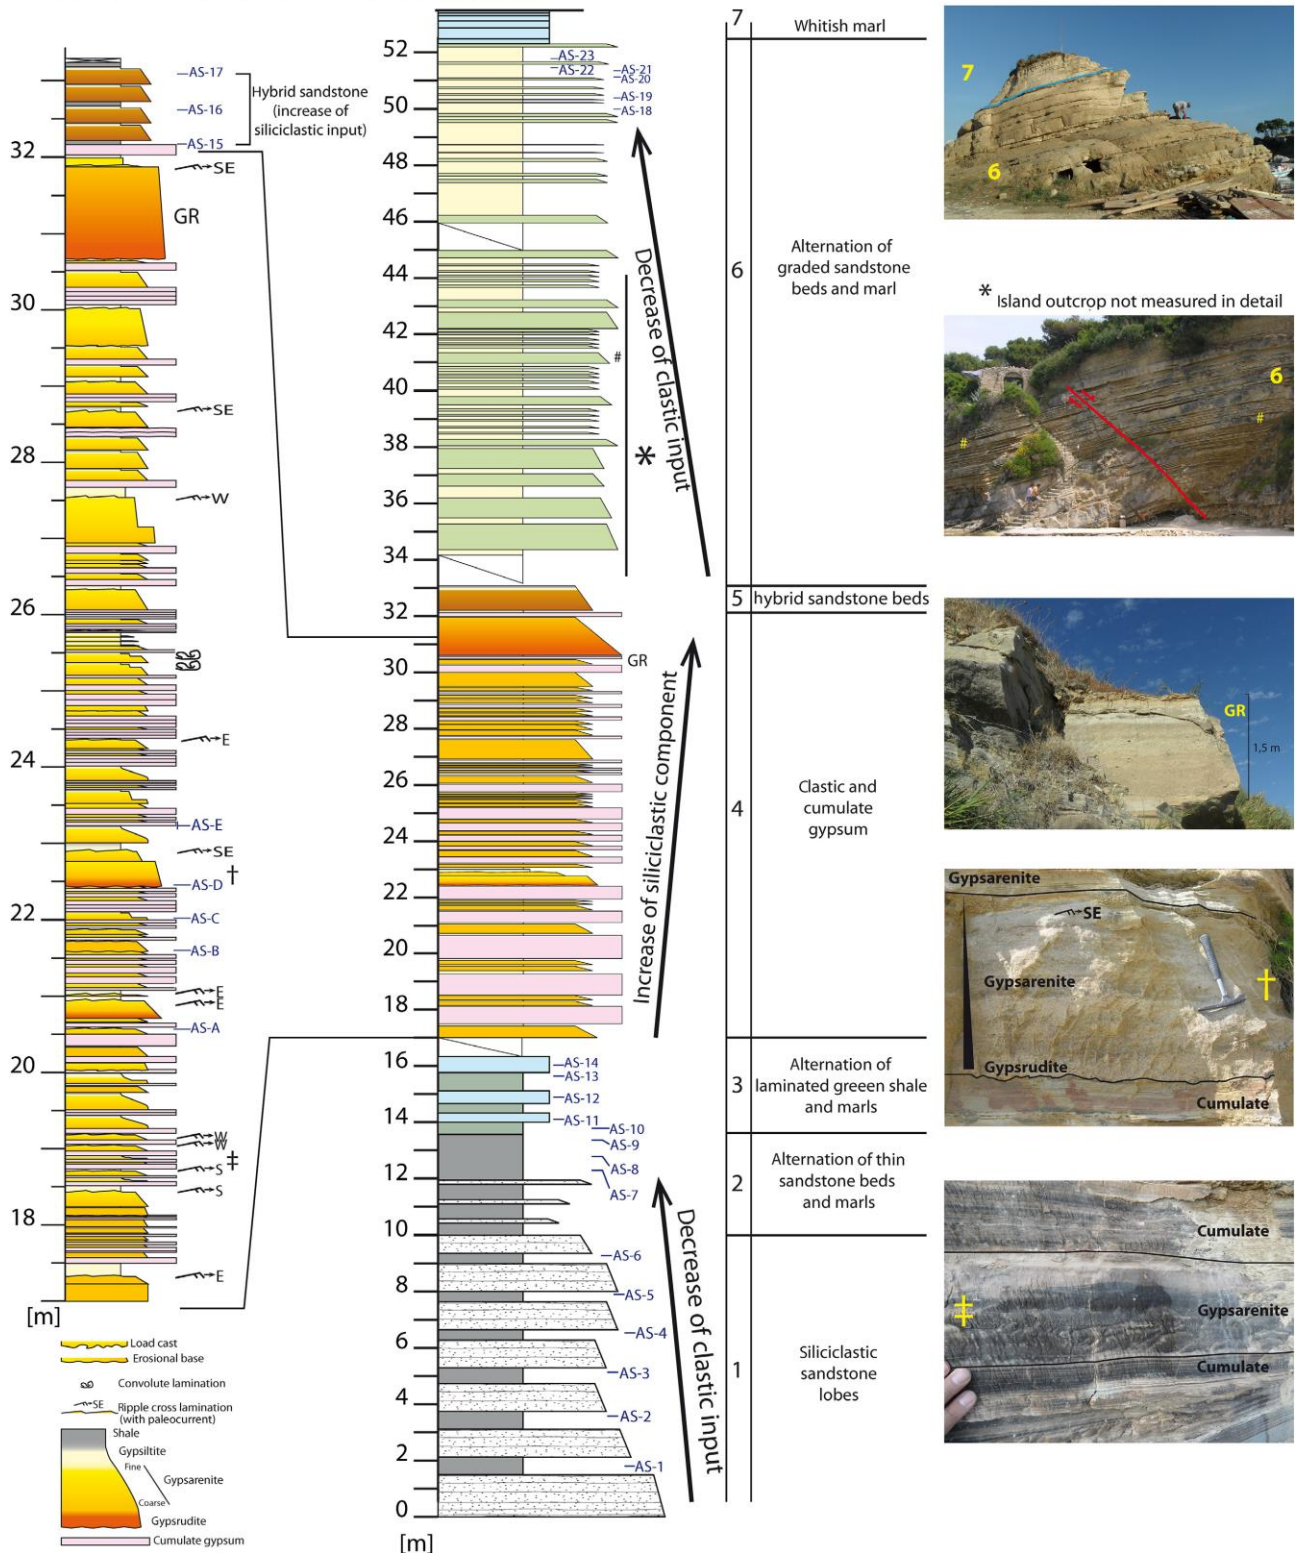 AS-17
Hybrid sandstone
(increase of
siliciclastic input)
AS-16
AS-15
32
SE
GR
30
SE
28
W
26
E
24
AS-E
SE
†
AS-D
22
AS-C
AS-B
E
E
AS-A
20
W
W
‡
S
S
18
E
[m]
Load cast
Erosional base
Convolute lamination
SE
Ripple cross lamination
(with paleocurrent)
Shale
Gypsiltite
Fine
Gypsarenite
Coarse
Gypsrudite
Cumulate gypsum
52
AS-23
AS-22
AS-21
AS-20
50
AS-19
AS-18
48
46
44
42
#
40
38
*
36
34
32
30
GR
28
26
24
22
20
18
16
AS-14
AS-13
AS-12
14
AS-11
AS-10
AS-9
12
AS-8
AS-7
10
AS-6
8
AS-5
AS-4
6
AS-3
4
AS-2
2
AS-1
0
[m]
Decrease of clastic input
Increase of siliciclastic component
Decrease of clastic input
7
Whitish marl
6
Alternation of
graded sandstone
beds and marl
5
hybrid sandstone beds
4
Clastic and
cumulate
gypsum
3
Alternation of
laminated greeen shale
and marls
2
Alternation of thin
sandstone beds
and marls
1
Siliciclastic
sandstone
lobes
7
6
* Island outcrop not measured in detail
6
#
#
GR
1,5 m
Gypsarenite
SE
Gypsarenite
†
Gypsrudite
Cumulate
Cumulate
‡
Gypsarenite
Cumulate